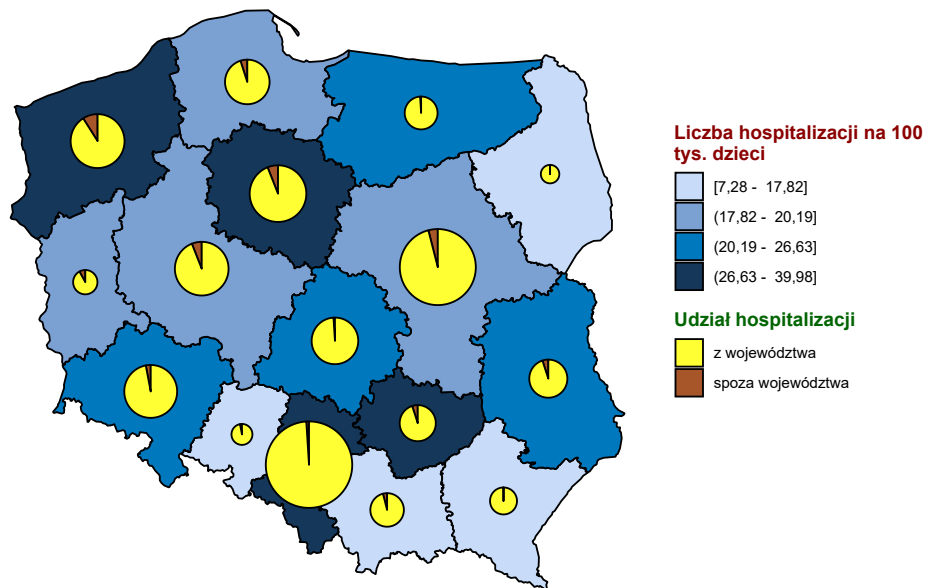 Liczba hospitalizacji na 100
tys. dzieci
[7,28 - 17,82]
(17,82 - 20,19]
(20,19 - 26,63]
(26,63 - 39,98]
Udział hospitalizacji
z województwa
spoza województwa